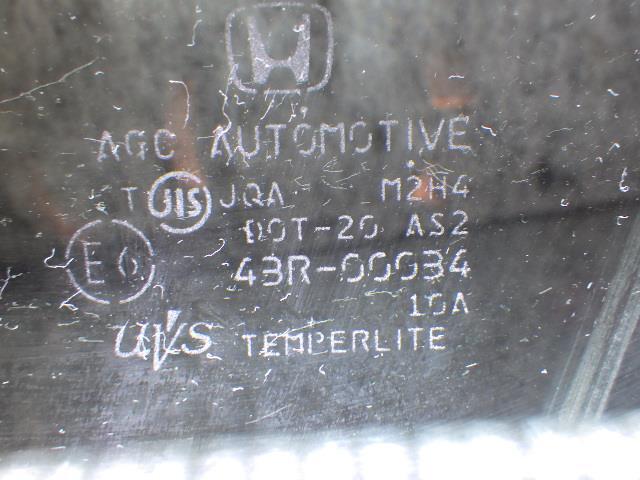 AGC AUTOMOTIVE
T JIS JQA M2H4
DOT-20 AS2
E6 43R-00034
10A
UVS TEMPERLITE